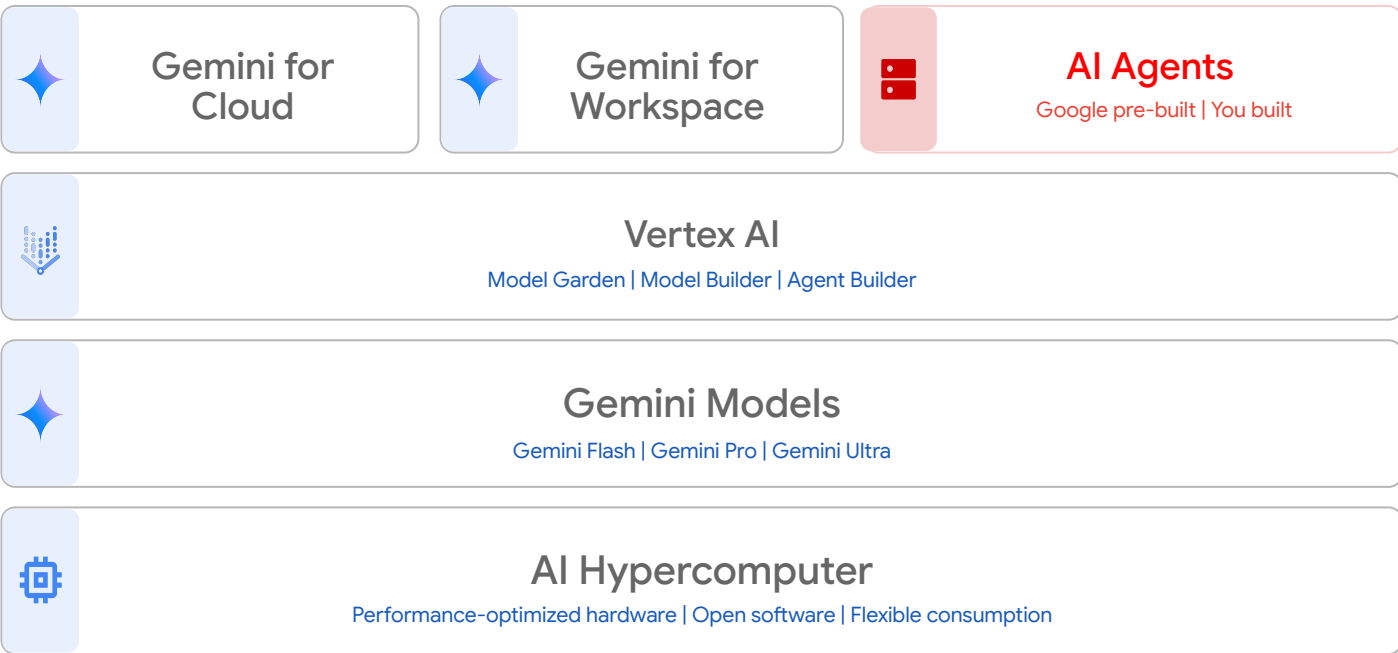 Gemini for
Cloud
Gemini for
Workspace
AI Agents
Google pre-built | You built
Vertex AI
Model Garden | Model Builder | Agent Builder
Gemini Models
Gemini Flash | Gemini Pro | Gemini Ultra
AI Hypercomputer
Performance-optimized hardware | Open software | Flexible consumption